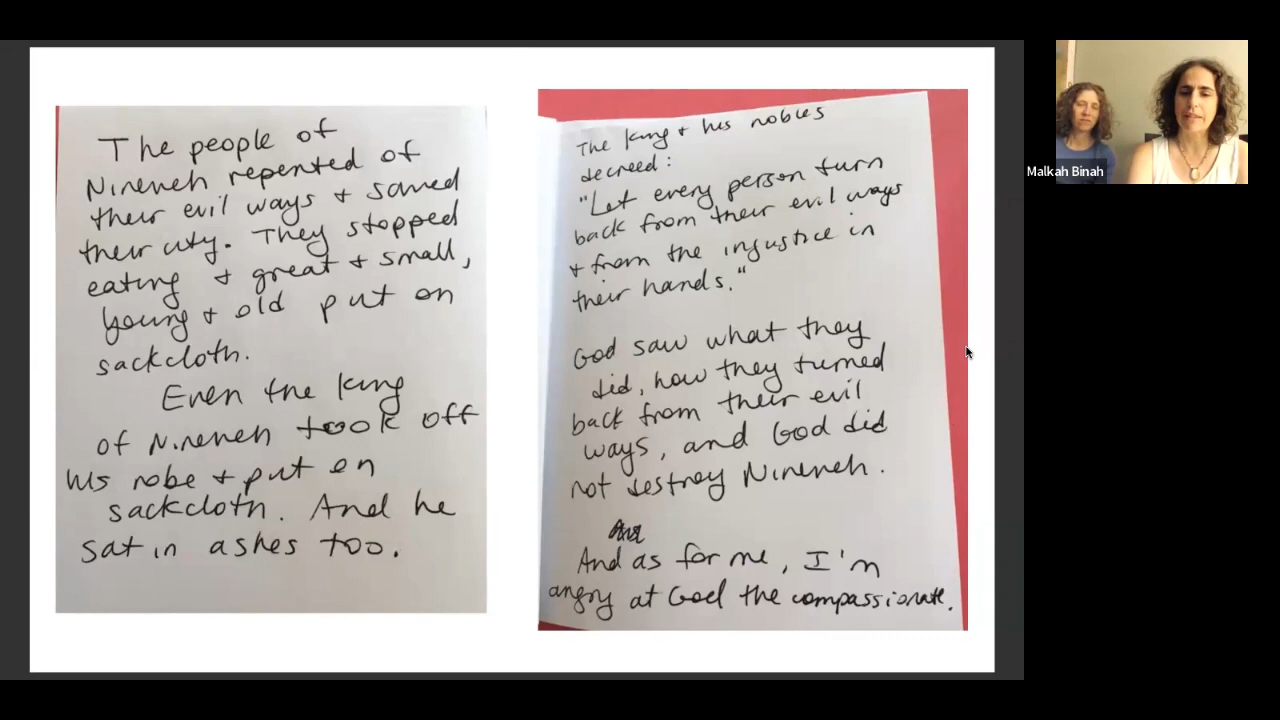 The people of
Nineveh repented of
their evil ways + saved
their city. They stopped
eating + great + small,
young + old put on
sackcloth.
Even the king
of Nineveh took off
his robe + put on
sackcloth. And he
sat in ashes too.
The king + his nobles
decreed:
"Let every person turn
back from their evil ways
+ from the injustice in
their hands."
God saw what they
did, how they turned
back from their evil
ways, and God did
not destroy Nineveh.
And as for me, I'm
angry at God the compassionate.
Malkah Binah